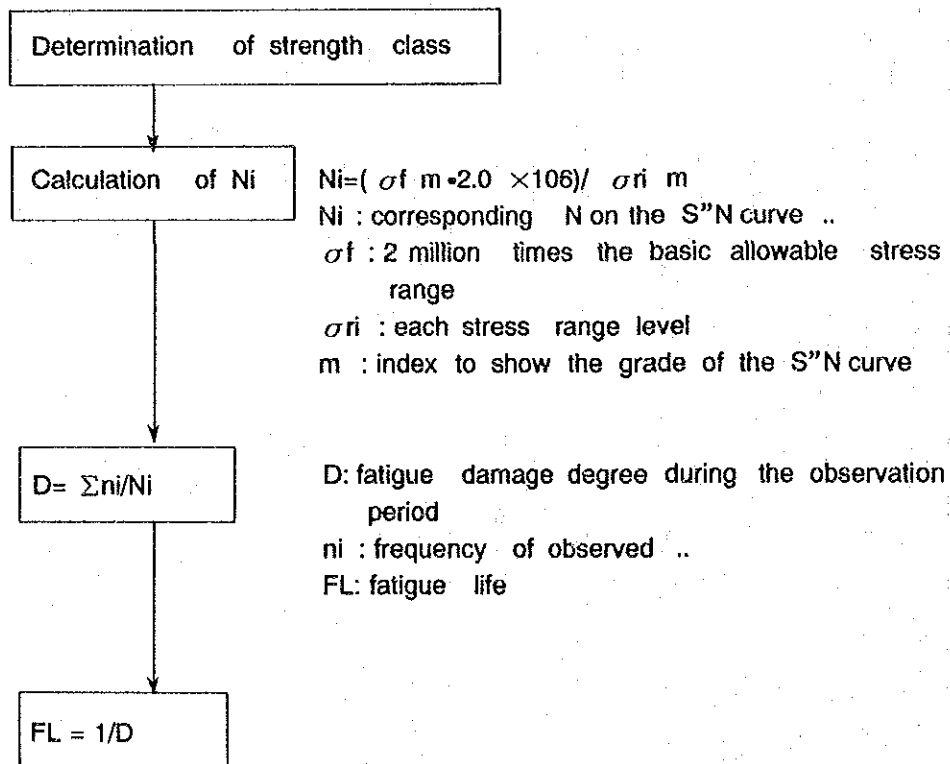 Determination of strength class
Calculation of Ni
Ni=( σf m •2.0 ×106)/ σri m
Ni : corresponding N on the S”N curve ..
σf : 2 million times the basic allowable stress
range
σri : each stress range level
m : index to show the grade of the S”N curve
D= Σni/Ni
D: fatigue damage degree during the observation
period
ni : frequency of observed ..
FL: fatigue life
FL = 1/D